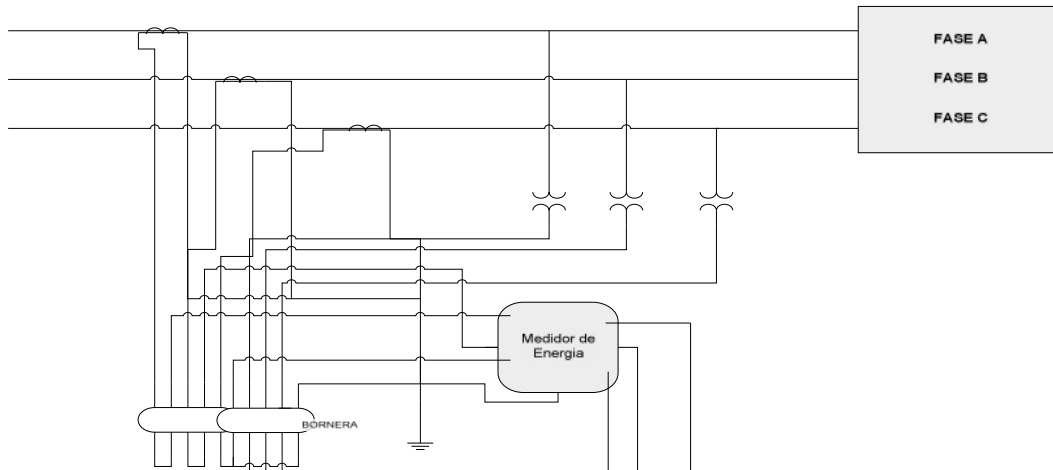 FASE A
FASE B
FASE C
Medidor de
Energia
BORNERA